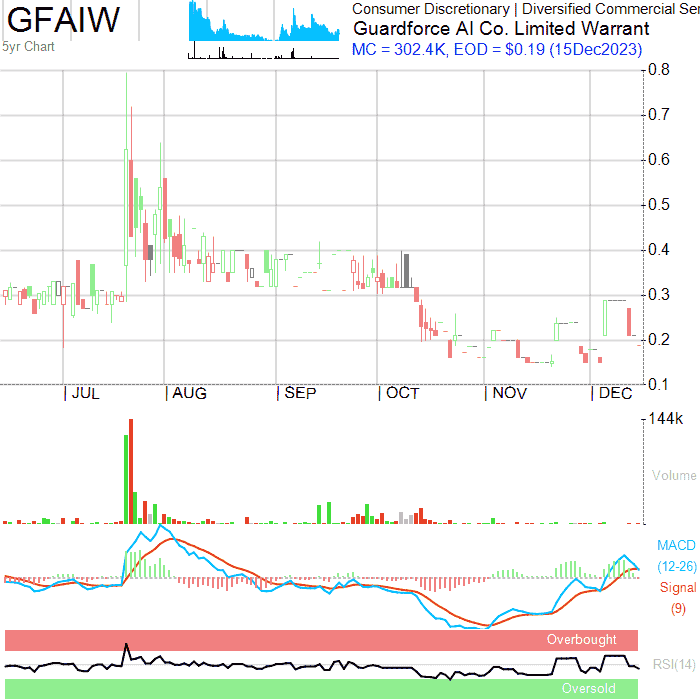 GFAIW
5yr Chart
Consumer Discretionary | Diversified Commercial Ser
Guardforce AI Co. Limited Warrant
MC = 302.4K, EOD = $0.19 (15Dec2023)
0.8
0.7
0.6
0.5
0.4
0.3
0.2
0.1
| JUL | AUG | SEP | OCT | NOV | DEC
144k
Volume
MACD
(12-26)
Signal
(9)
Overbought
RSI(14)
Oversold